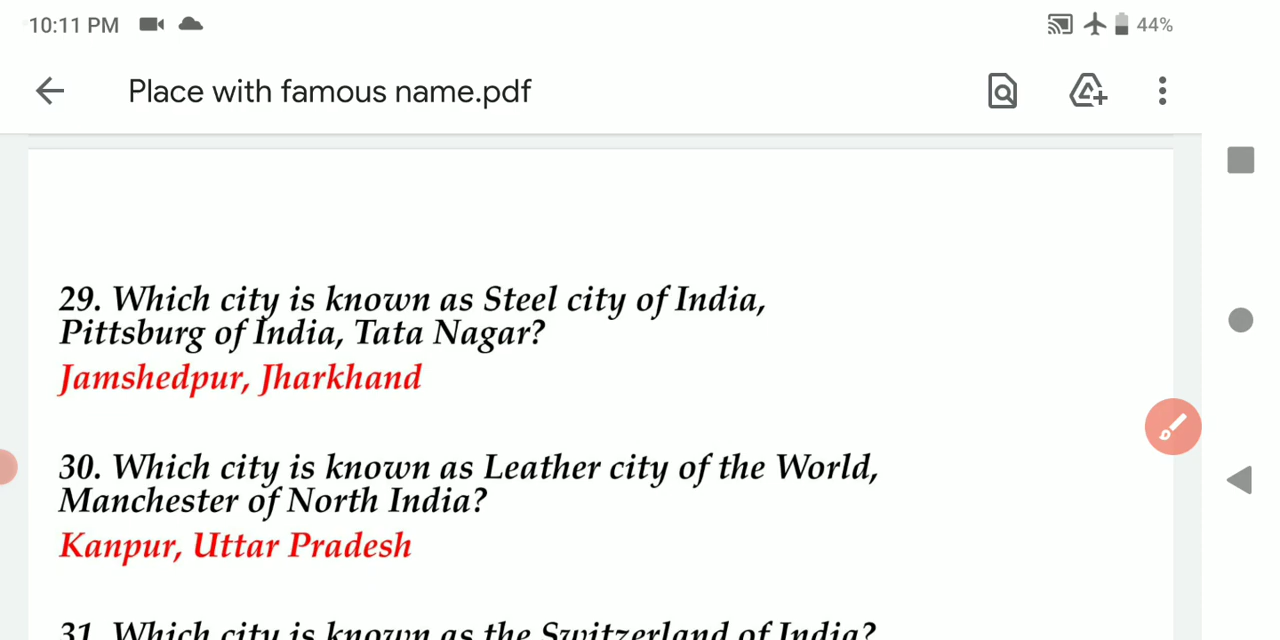 10:11 PM 44%
Place with famous name.pdf
29. Which city is known as Steel city of India,
Pittsburg of India, Tata Nagar?
Jamshedpur, Jharkhand
30. Which city is known as Leather city of the World,
Manchester of North India?
Kanpur, Uttar Pradesh
31. Which city is known as the Switzerland of India?